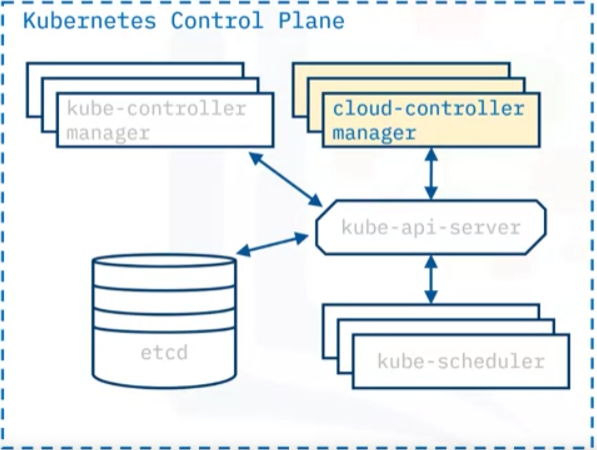 Kubernetes Control Plane
kube-controller
manager
cloud-controller
manager
kube-api-server
etcd
kube-scheduler